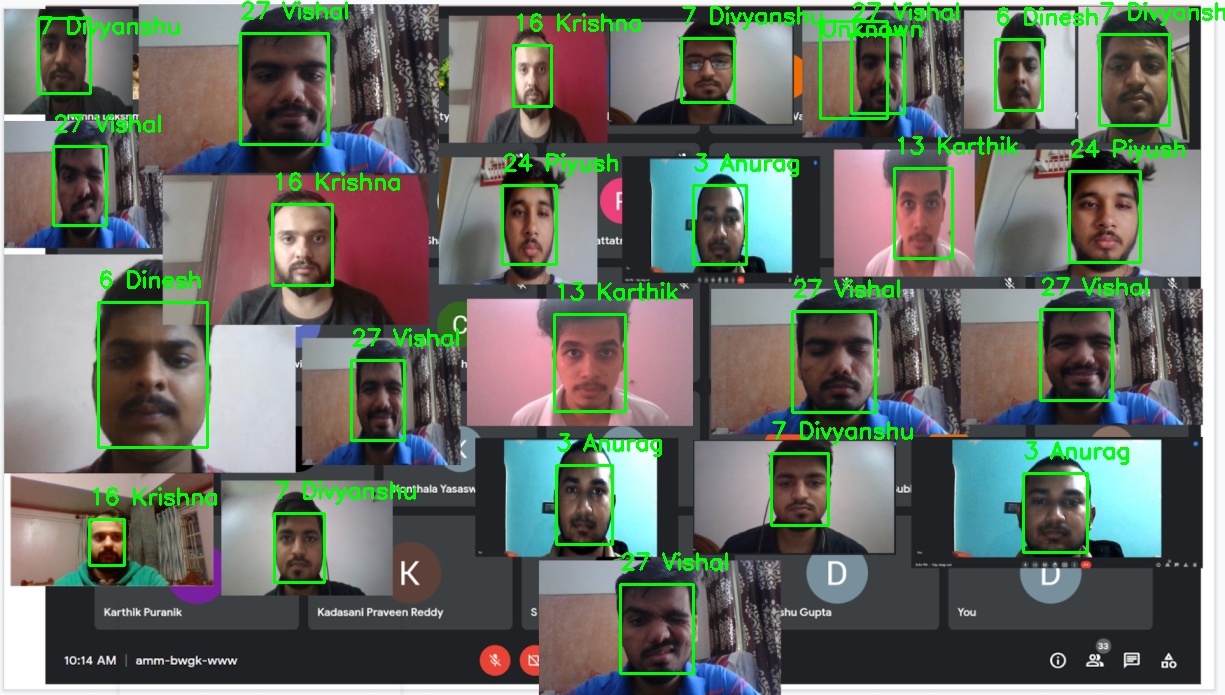 7 Divyanshu
27 Vishal
16 Krishna
7 Divyanshu
27 Vishal
Unknown
6 Dinesh
7 Divyansh
27 Vishal
16 Krishna
24 Piyush
3 Anurag
13 Karthik
24 Piyush
6 Dinesh
27 Vishal
13 Karthik
27 Vishal
27 Vishal
3 Anurag
7 Divyanshu
3 Anurag
16 Krishna
7 Divyanshu
27 Vishal
K
D
D
Karthik Puranik
Kadasani Praveen Reddy
S
shu Gupta
You
10:14 AM | amm-bwgk-www
33